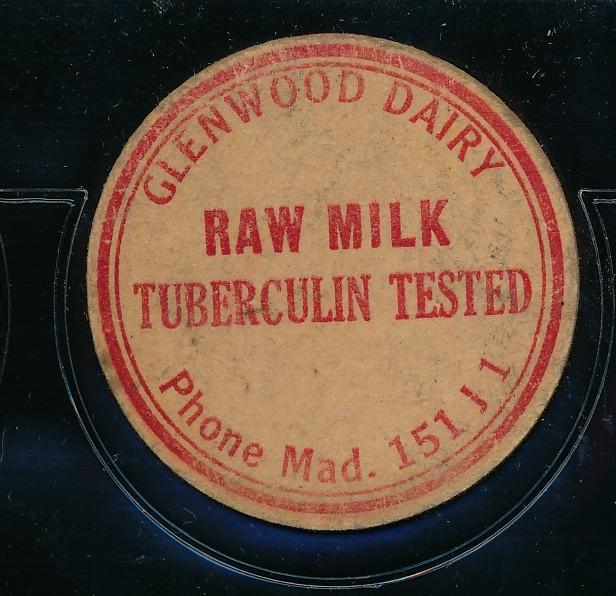 GLENWOOD DAIRY
RAW MILK
TUBERCULIN TESTED
Phone Mad. 151 J 1